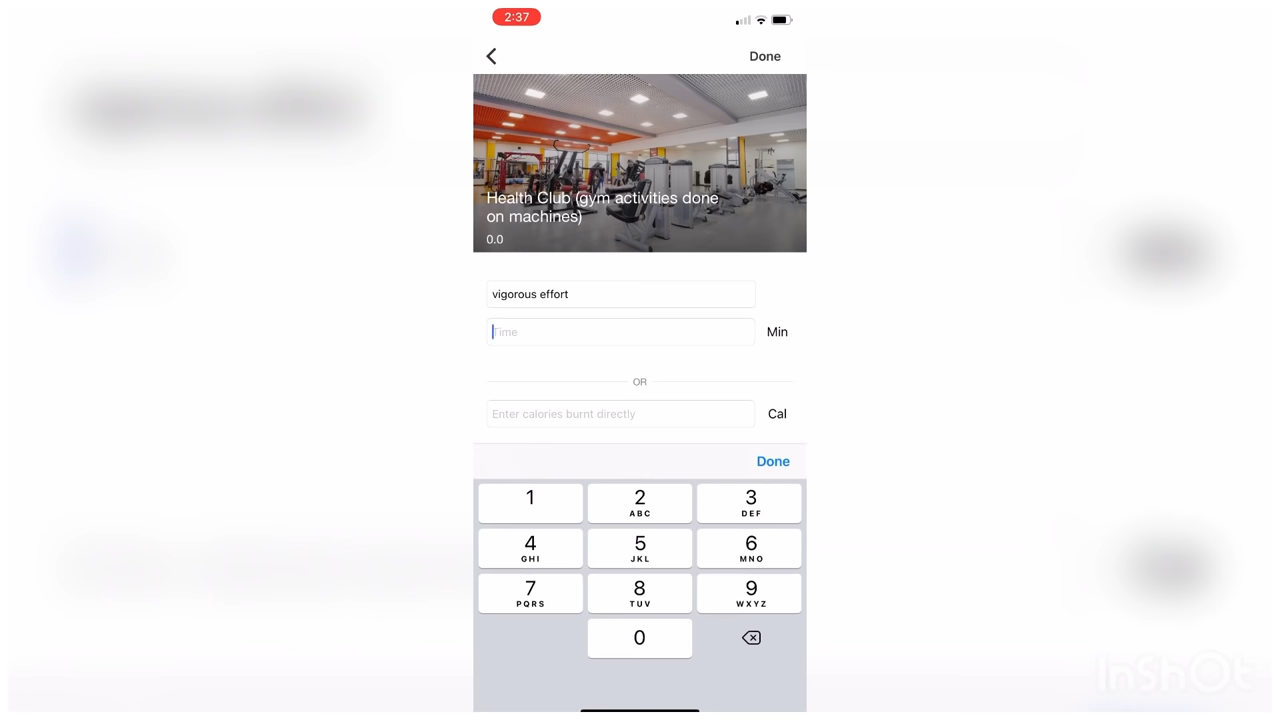 2:37
Done
Health Club (gym activities done
on machines)
0.0
vigorous effort
Time
Min
OR
Enter calories burnt directly
Cal
Done
1
2
ABC
3
DEF
4
GHI
5
JKL
6
MNO
7
PQRS
8
TUV
9
WXYZ
0
InShOt